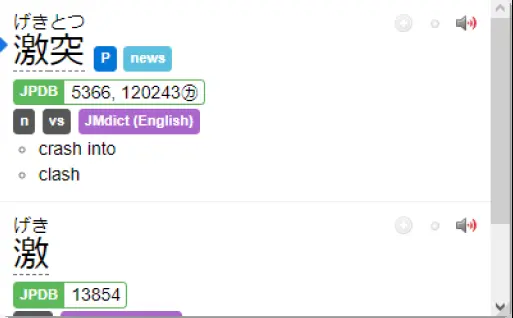 げきとつ
激突 P news
JPDB 5366, 120243㋕
n vs JMdict (English)
crash into
clash
げき
激
JPDB 13854